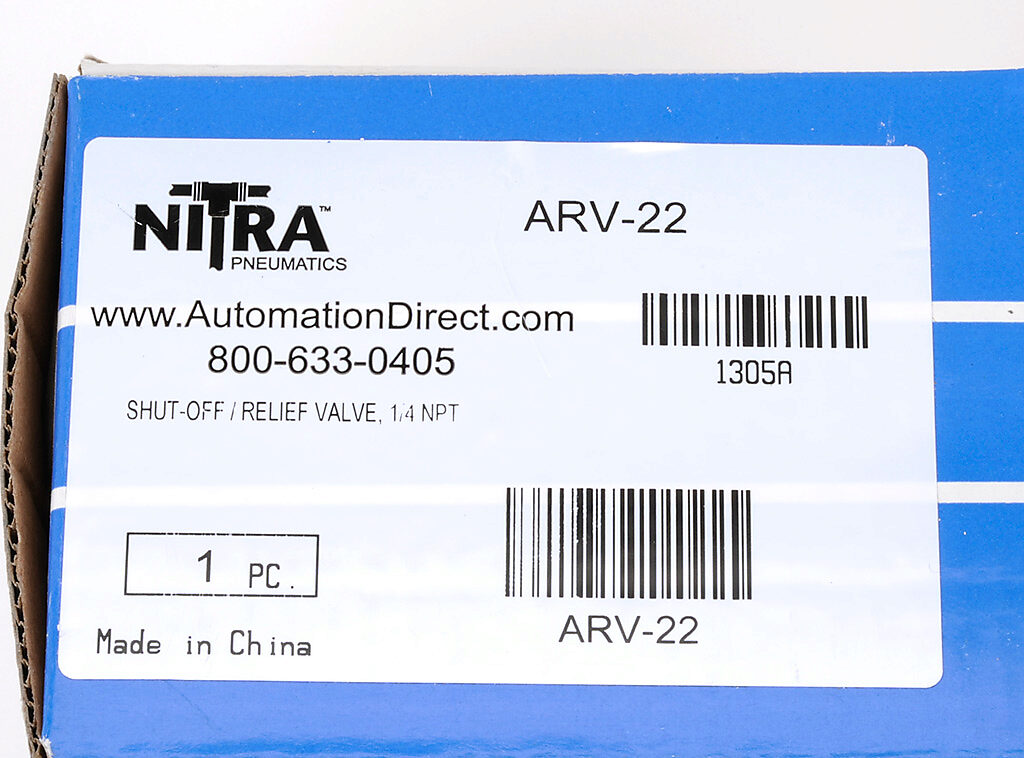 NITRA™
PNEUMATICS
ARV-22
www.AutomationDirect.com
800-633-0405
1305A
SHUT-OFF / RELIEF VALVE, 1/4 NPT
1 PC.
ARV-22
Made in China